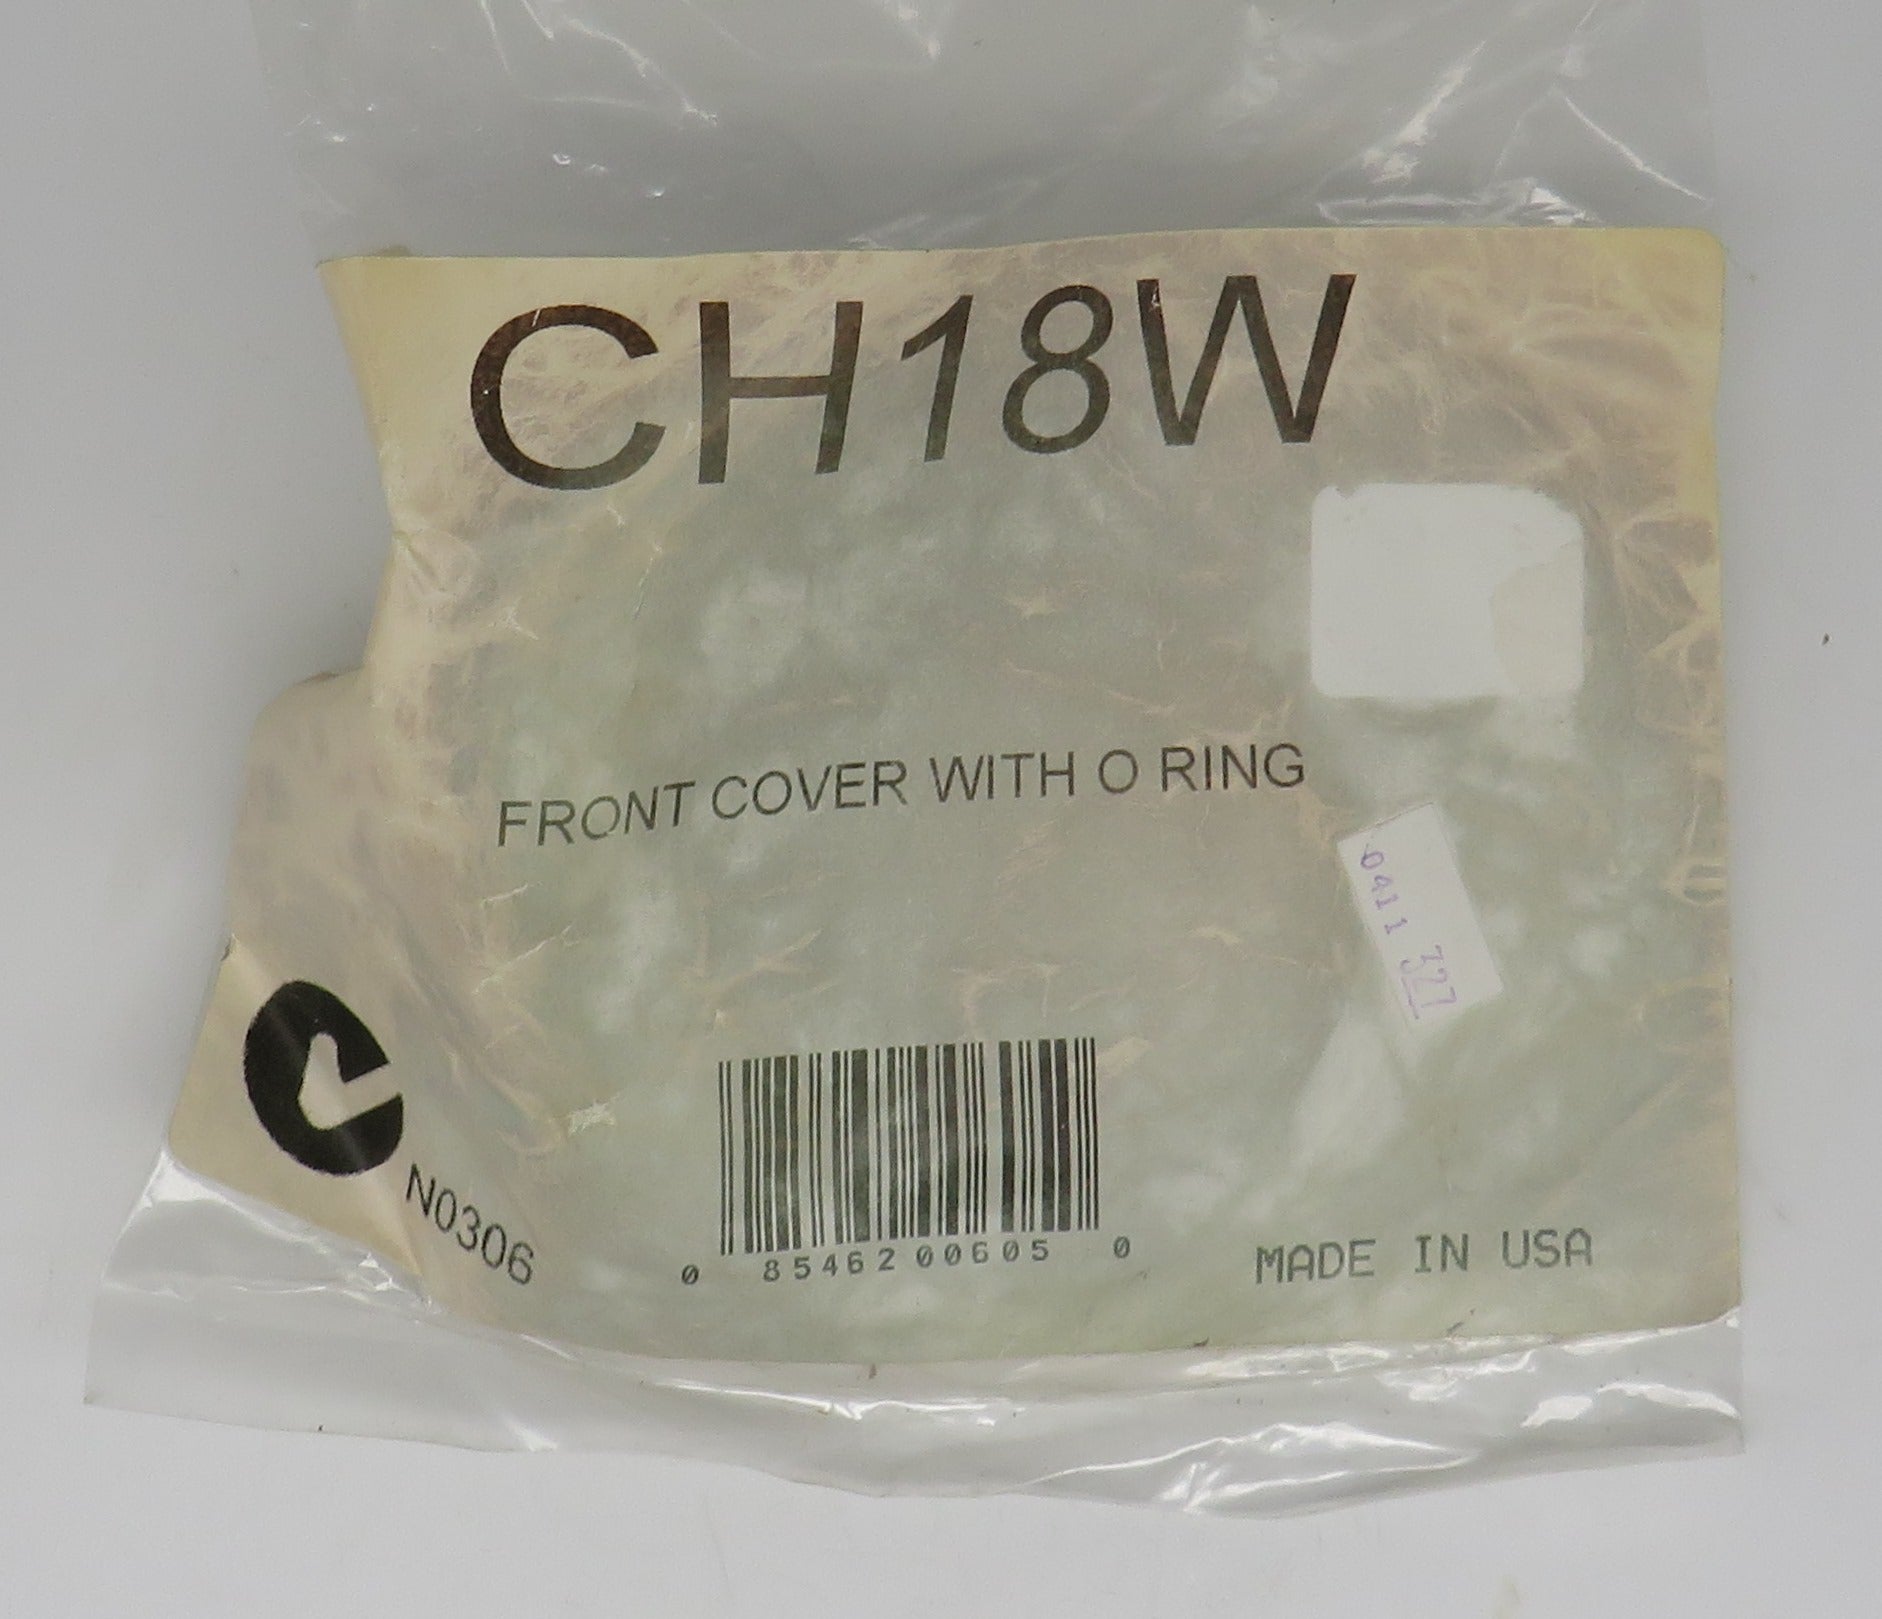 CH18W
FRONT COVER WITH O RING
0411 327
N0306
0 85462 00605 0
MADE IN USA